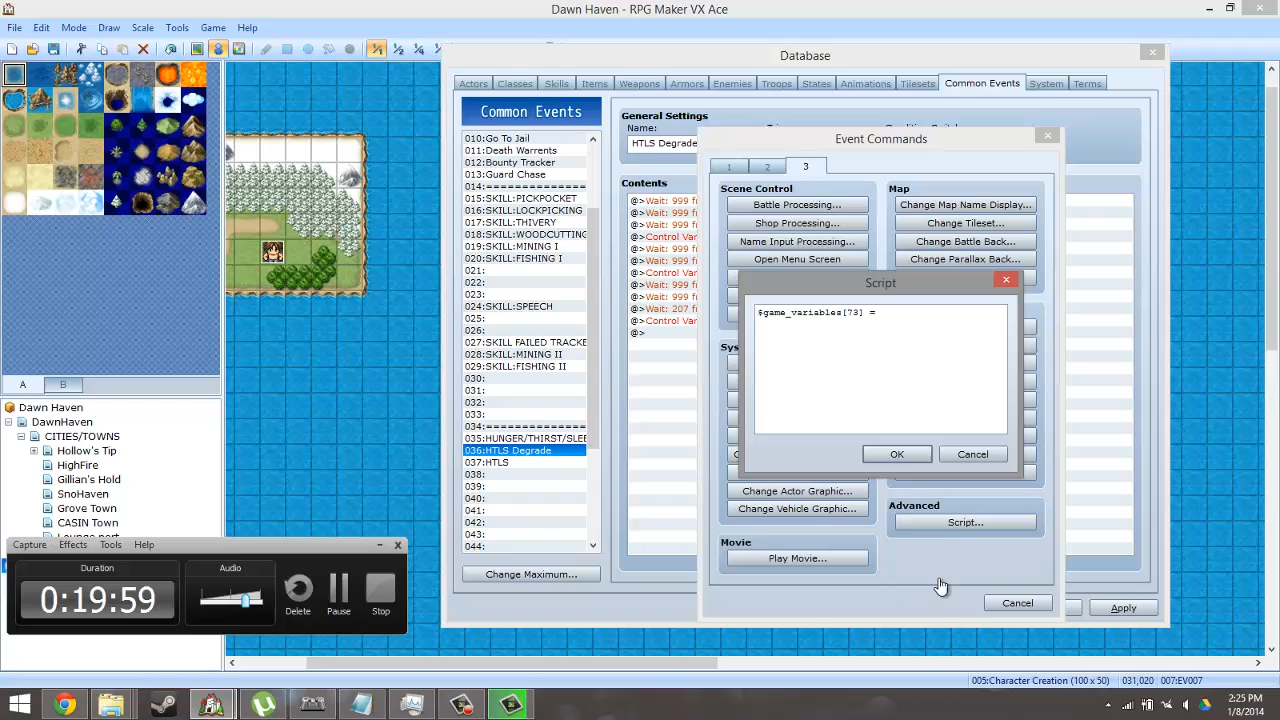 Dawn Haven - RPG Maker VX Ace
File Edit Mode Draw Scale Tools Game Help
1/1 1/2 1/4
Database
Actors Classes Skills Items Weapons Armors Enemies Troops States Animations Tilesets Common Events System Terms
Common Events
010:Go To Jail
011:Death Warrents
012:Bounty Tracker
013:Guard Chase
014:================
015:SKILL:PICKPOCKET
016:SKILL:LOCKPICKING
017:SKILL:THIVERY
018:SKILL:WOODCUTTING
019:SKILL:MINING I
020:SKILL:FISHING I
021:
022:
023:
024:SKILL:SPEECH
025:
026:
027:SKILL FAILED TRACKE
028:SKILL:MINING II
029:SKILL:FISHING II
030:
031:
032:
033:
034:================
035:HUNGER/THIRST/SLEE
036:HTLS Degrade
037:HTLS
038:
039:
040:
041:
042:
043:
044:
Change Maximum...
General Settings
Name:
HTLS Degrade
Contents
@>Wait: 999 fr
@>Wait: 999 fr
@>Wait: 999 fr
@>Control Var
@>Wait: 999 fr
@>Wait: 999 fr
@>Control Var
@>Wait: 999 fr
@>Wait: 999 fr
@>Wait: 207 fr
@>Control Var
@>
Event Commands
1 2 3
Scene Control
Battle Processing...
Shop Processing...
Name Input Processing...
Open Menu Screen
Sys
Change Actor Graphic...
Change Vehicle Graphic...
Movie
Play Movie...
Map
Change Map Name Display...
Change Tileset...
Change Battle Back...
Change Parallax Back...
Advanced
Script...
Cancel
Apply
Script
$game_variables[73] =
OK Cancel
A B
Dawn Haven
DawnHaven
CITIES/TOWNS
Hollow's Tip
HighFire
Gillian's Hold
SnoHaven
Grove Town
CASIN Town
Capture Effects Tools Help
Duration
0:19:59
Audio
Delete Pause Stop
005:Character Creation (100 x 50) 031,020 007:EV007
2:25 PM
1/8/2014